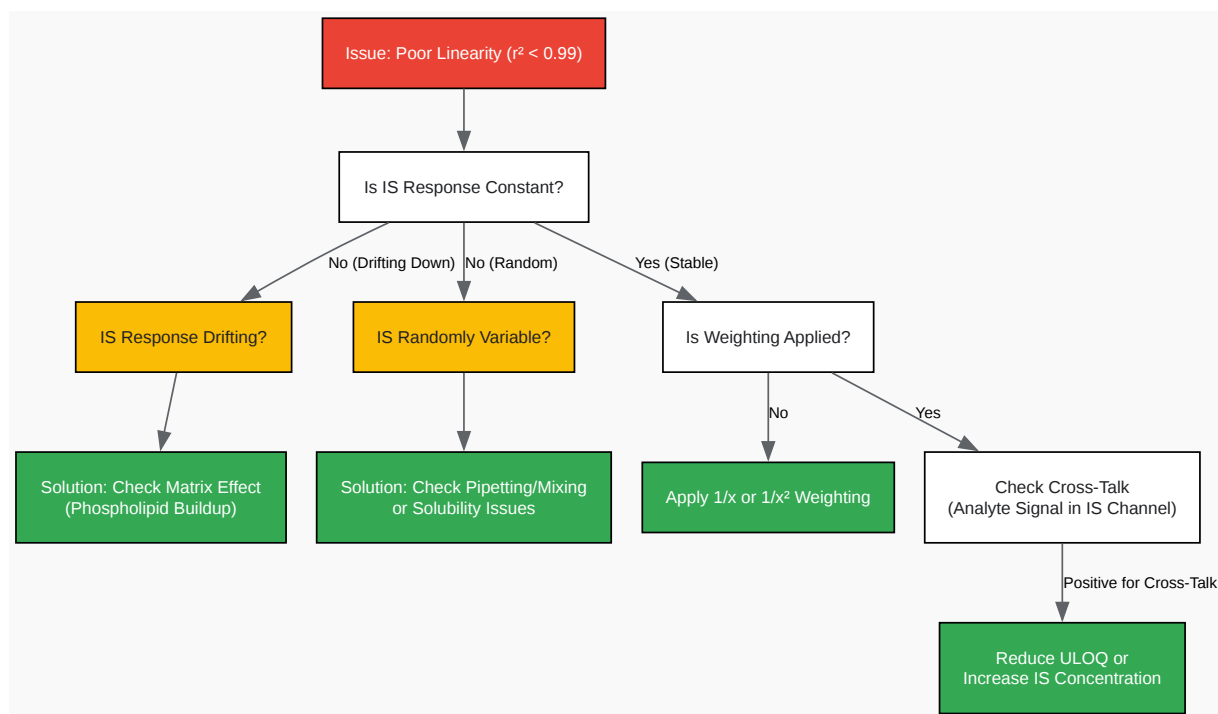 Issue: Poor Linearity (r² < 0.99)
Is IS Response Constant?
No (Drifting Down)
No (Random)
Yes (Stable)
IS Response Drifting?
IS Randomly Variable?
Is Weighting Applied?
No
Yes
Solution: Check Matrix Effect
(Phospholipid Buildup)
Solution: Check Pipetting/Mixing
or Solubility Issues
Apply 1/x or 1/x² Weighting
Check Cross-Talk
(Analyte Signal in IS Channel)
Positive for Cross-Talk
Reduce ULOQ or
Increase IS Concentration